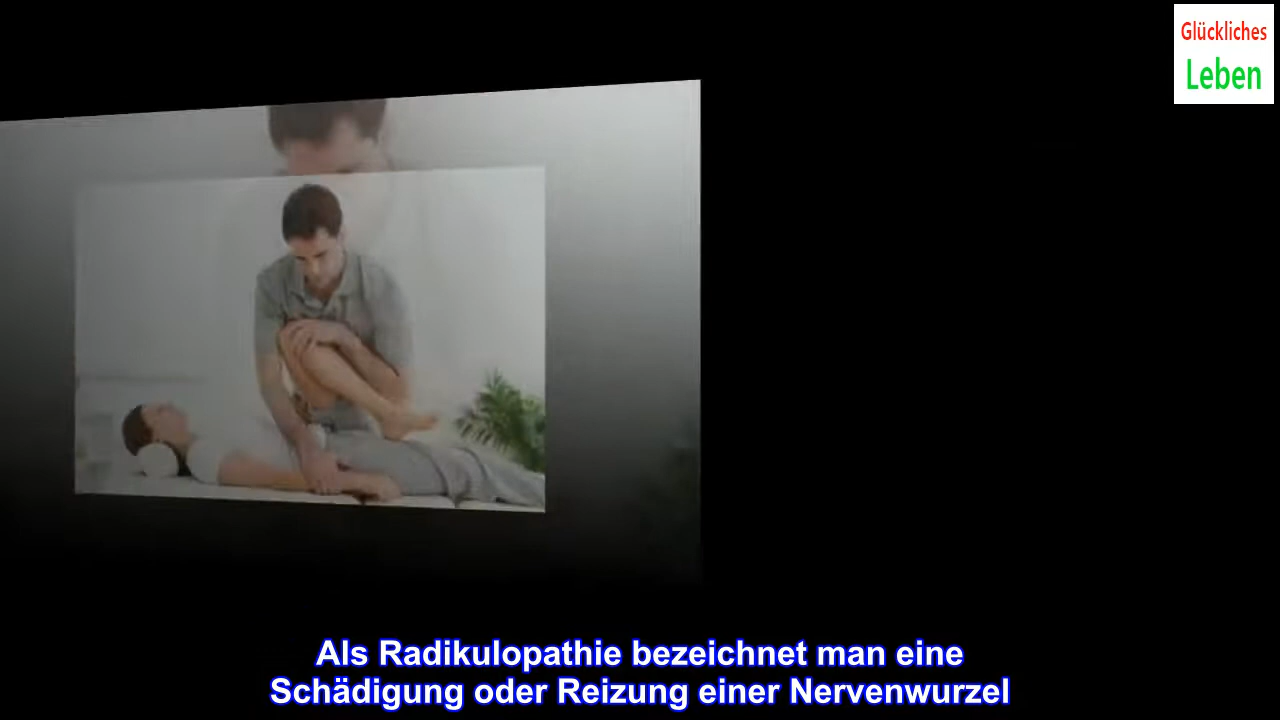 Glückliches
Leben
Als Radikulopathie bezeichnet man eine
Schädigung oder Reizung einer Nervenwurzel